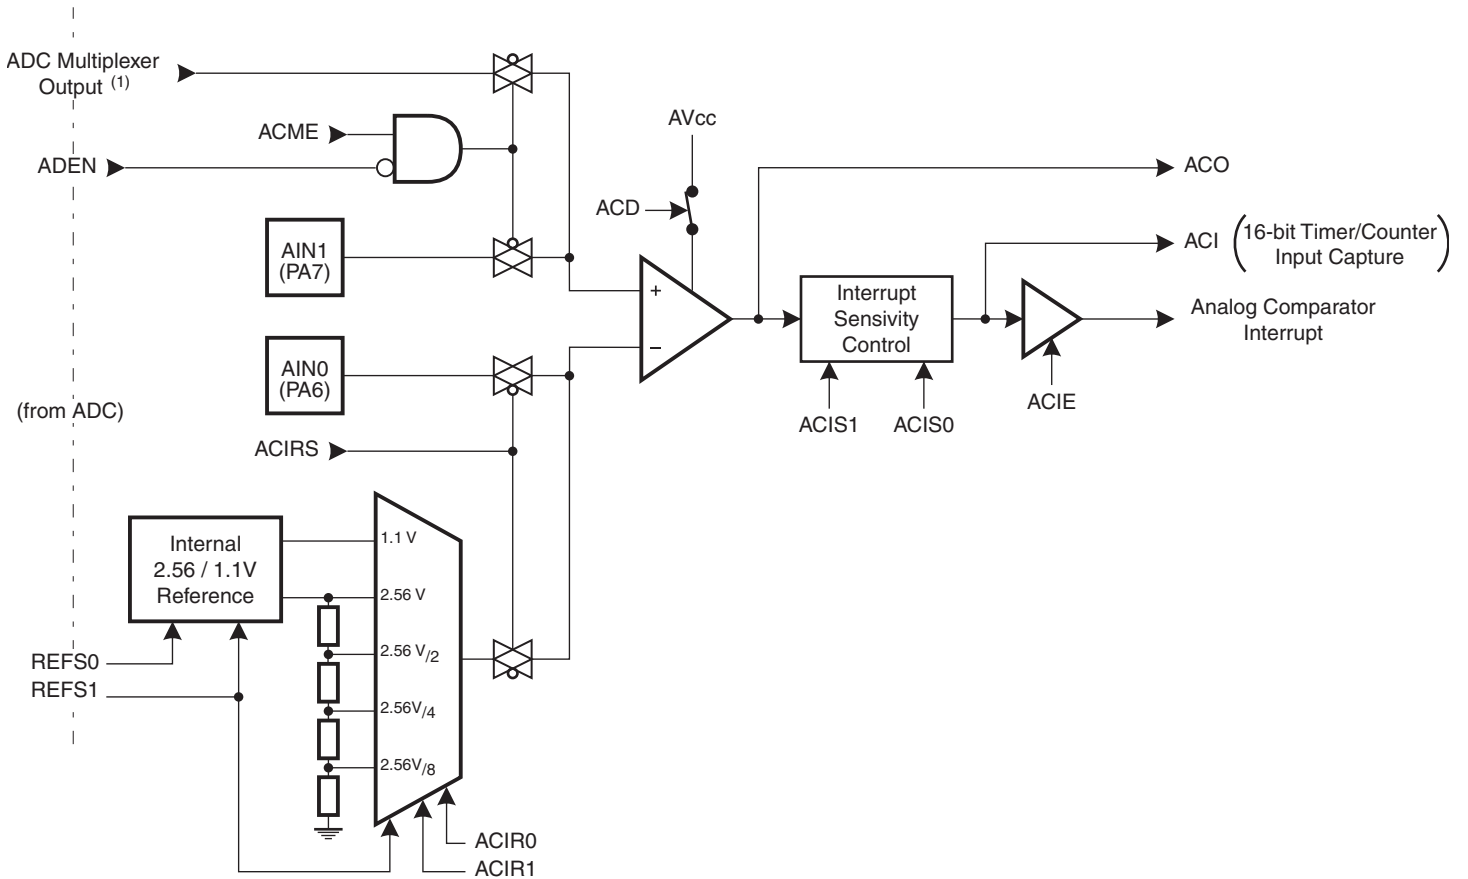 ADC Multiplexer
Output (1)
ACME
ADEN
AIN1
(PA7)
AIN0
(PA6)
(from ADC)
ACIRS
Internal
2.56 / 1.1V
Reference
REFS0
REFS1
1.1 V
2.56 V
2.56 V/2
2.56V/4
2.56V/8
ACIR0
ACIR1
AVcc
ACD
+
−
Interrupt
Sensivity
Control
ACIS1
ACIS0
ACIE
ACO
ACI (16-bit Timer/Counter
Input Capture)
Analog Comparator
Interrupt